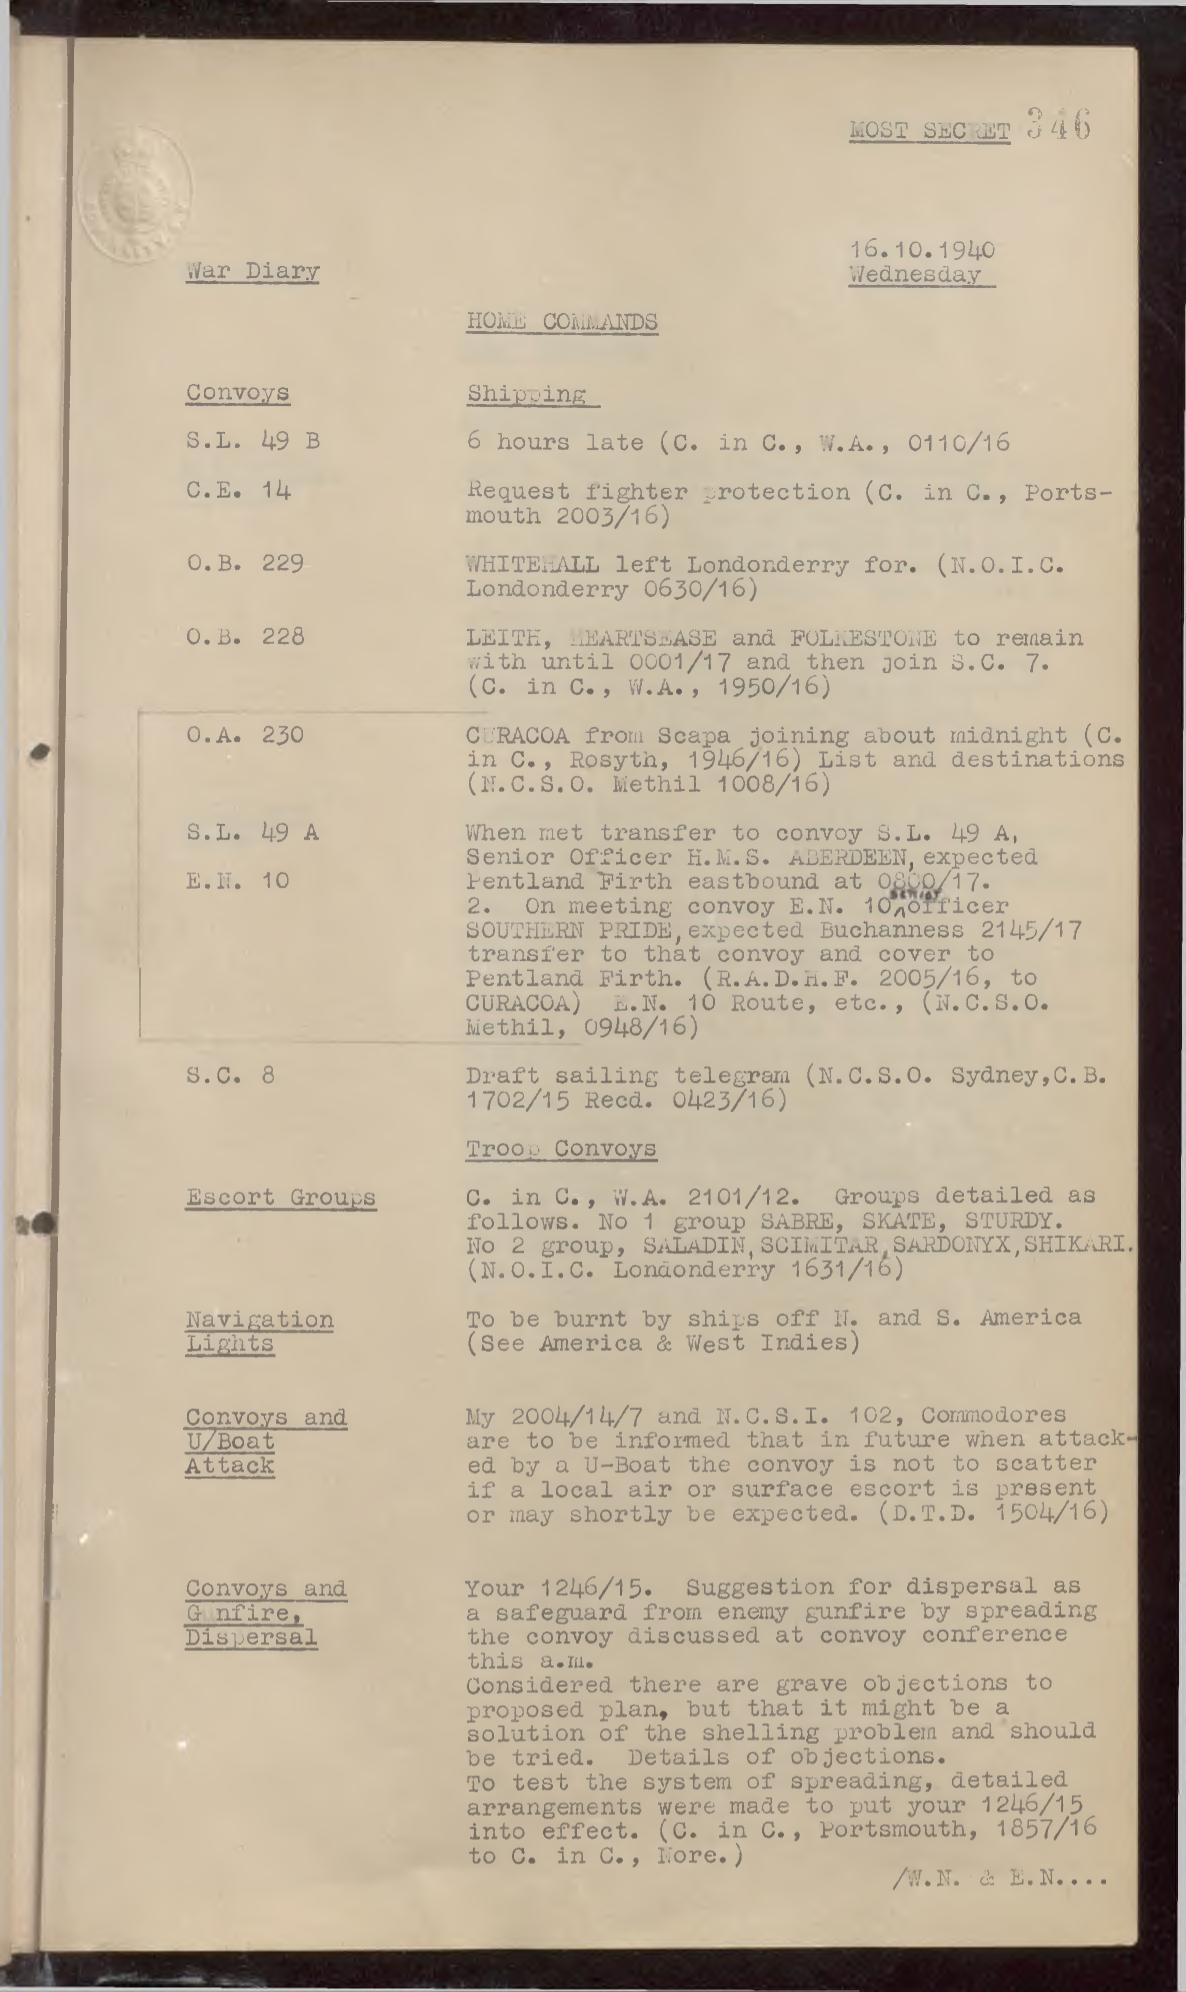 MOST SECRET 346
16.10.1940
War Diary Wednesday
HOME COMMANDS
Convoys Shipping
S.L. 49 B 6 hours late (C. in C., W.A., 0110/16
C.E. 14 Request fighter protection (C. in C., Ports-
mouth 2003/16)
O.B. 229 WHITEHALL left Londonderry for. (N.O.I.C.
Londonderry 0630/16)
O.B. 228 LEITH, HEARTSEASE and FOLKESTONE to remain
with until 0001/17 and then join S.C. 7.
(C. in C., W.A., 1950/16)
O.A. 230 CURACOA from Scapa joining about midnight (C.
in C., Rosyth, 1946/16) List and destinations
(N.C.S.O. Methil 1008/16)
S.L. 49 A When met transfer to convoy S.L. 49 A,
Senior Officer H.M.S. ABERDEEN, expected
E.N. 10 Pentland Firth eastbound at 0800/17.
senior
2. On meeting convoy E.N. 10^officer
SOUTHERN PRIDE, expected Buchanness 2145/17
transfer to that convoy and cover to
Pentland Firth. (R.A.D.H.F. 2005/16, to
CURACOA) E.N. 10 Route, etc., (N.C.S.O.
Methil, 0948/16)
S.C. 8 Draft sailing telegram (N.C.S.O. Sydney,C.B.
1702/15 Recd. 0423/16)
Troop Convoys
Escort Groups C. in C., W.A. 2101/12. Groups detailed as
follows. No 1 group SABRE, SKATE, STURDY.
No 2 group, SALADIN, SCIMITAR, SARDONYX, SHIKARI.
(N.O.I.C. Londonderry 1631/16)
Navigation To be burnt by ships off N. and S. America
Lights (See America & West Indies)
Convoys and My 2004/14/7 and N.C.S.I. 102, Commodores
U/Boat are to be informed that in future when attack-
Attack ed by a U-Boat the convoy is not to scatter
if a local air or surface escort is present
or may shortly be expected. (D.T.D. 1504/16)
Convoys and Your 1246/15. Suggestion for dispersal as
Gunfire, a safeguard from enemy gunfire by spreading
Dispersal the convoy discussed at convoy conference
this a.m.
Considered there are grave objections to
proposed plan, but that it might be a
solution of the shelling problem and should
be tried. Details of objections.
To test the system of spreading, detailed
arrangements were made to put your 1246/15
into effect. (C. in C., Portsmouth, 1857/16
to C. in C., Nore.)
/W.N. & E.N....